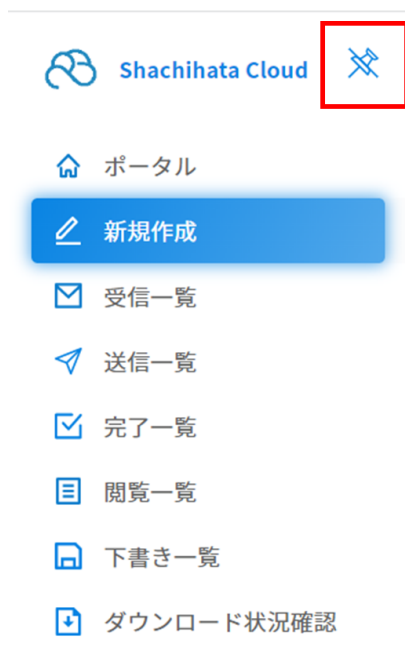 Shachihata Cloud
ポータル
新規作成
受信一覧
送信一覧
完了一覧
閲覧一覧
下書き一覧
ダウンロード状況確認